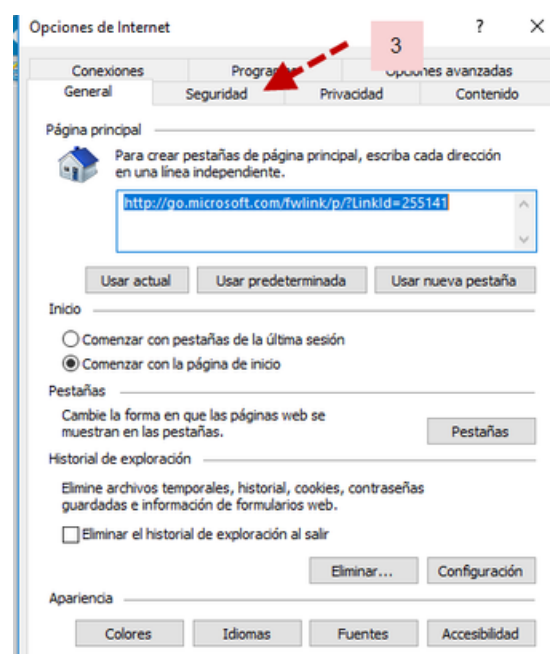 Opciones de Internet ? X
3
Conexiones Opciones avanzadas
General Seguridad Privacidad Contenido
Página principal
Para crear pestañas de página principal, escriba cada dirección
en una línea independiente.
http://go.microsoft.com/fwlink/p/?LinkId=255141
Usar actual Usar predeterminada Usar nueva pestaña
Inicio
Comenzar con pestañas de la última sesión
Comenzar con la página de inicio
Pestañas
Cambie la forma en que las páginas web se
muestran en las pestañas.
Pestañas
Historial de exploración
Elimine archivos temporales, historial, cookies, contraseñas
guardadas e información de formularios web.
Eliminar el historial de exploración al salir
Eliminar... Configuración
Apariencia
Colores Idiomas Fuentes Accesibilidad